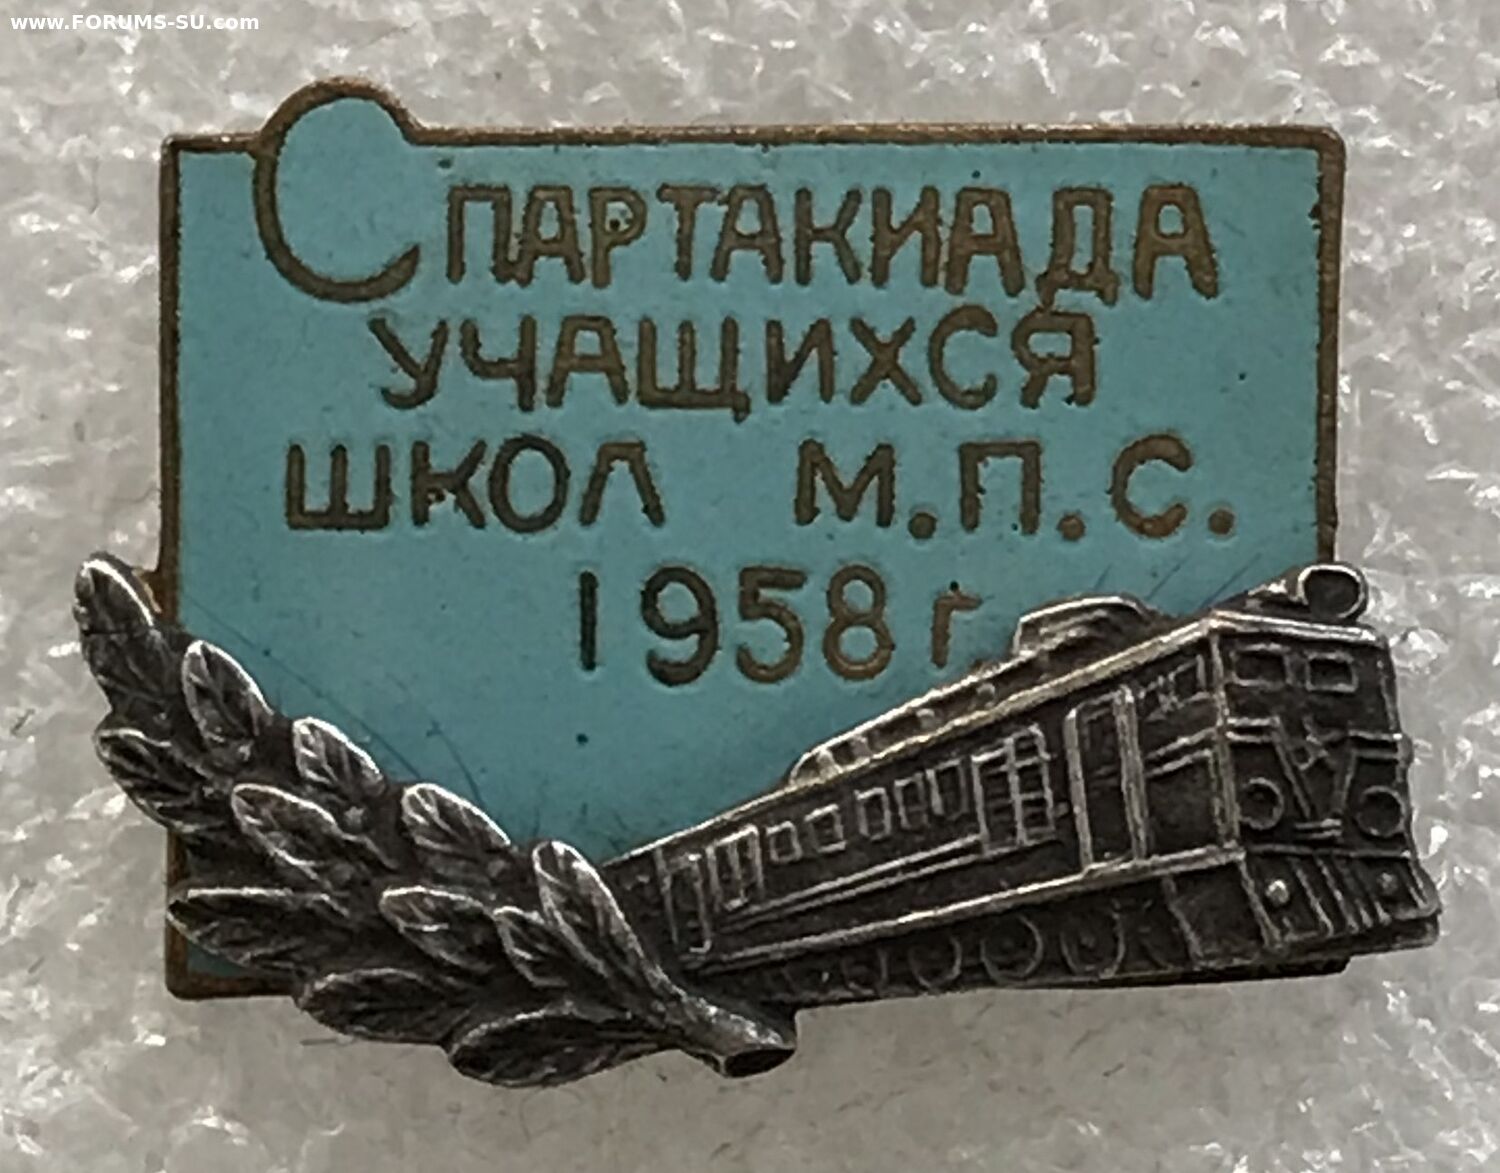 www.FORUMS-SU.com
СПАРТАКИАДА
УЧАЩИХСЯ
ШКОЛ М.П.С.
1958 г.